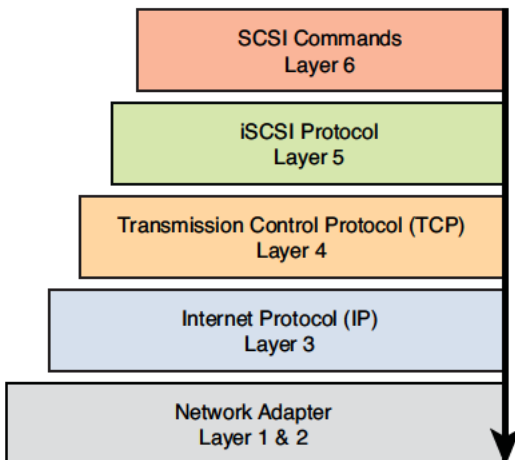 SCSI Commands
Layer 6
iSCSI Protocol
Layer 5
Transmission Control Protocol (TCP)
Layer 4
Internet Protocol (IP)
Layer 3
Network Adapter
Layer 1 & 2